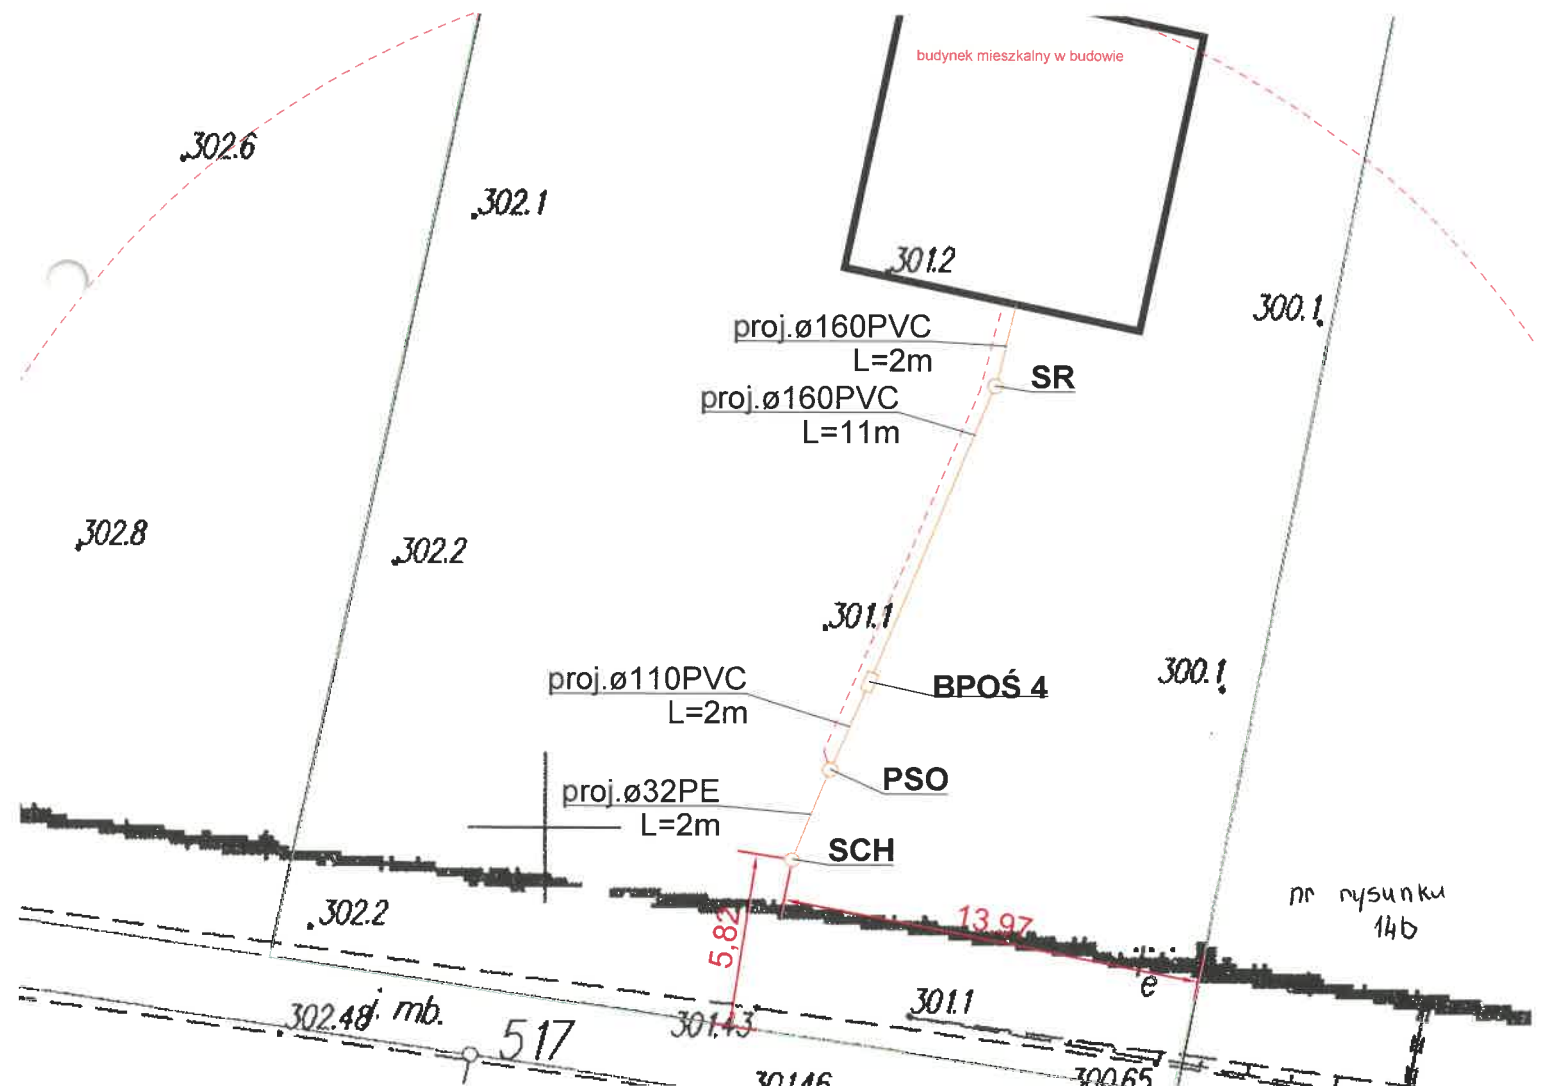 budynek mieszkalny w budowie
302.6
302.1
301.2
300.1
proj.ø160PVC
L=2m
SR
proj.ø160PVC
L=11m
302.8
302.2
301.1
300.1
proj.ø110PVC
L=2m
BPOŚ 4
PSO
proj.ø32PE
L=2m
SCH
nr rysunku
14b
302.2
5,82
13,97
e
301.1
302.48
j. mb.
517
301.43
301.46
300.65